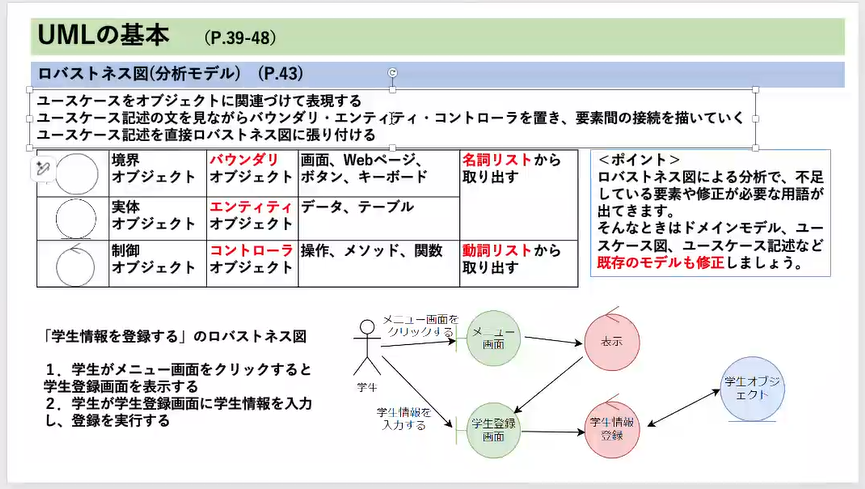 UMLの基本 (P.39-48)
ロバストネス図(分析モデル) (P.43)
ユースケースをオブジェクトに関連づけて表現する
ユースケース記述の文を見ながらバウンダリ・エンティティ・コントローラを置き、要素間の接続を描いていく
ユースケース記述を直接ロバストネス図に張り付ける
境界
オブジェクト
バウンダリ
オブジェクト
画面、Webページ、
ボタン、キーボード
名詞リストから
取り出す
実体
オブジェクト
エンティティ
オブジェクト
データ、テーブル
制御
オブジェクト
コントローラ
オブジェクト
操作、メソッド、関数
動詞リストから
取り出す
＜ポイント＞
ロバストネス図による分析で、不足
している要素や修正が必要な用語が
出てきます。
そんなときはドメインモデル、ユー
スケース図、ユースケース記述など
既存のモデルも修正しましょう。
「学生情報を登録する」のロバストネス図
１．学生がメニュー画面をクリックすると
学生登録画面を表示する
２．学生が学生登録画面に学生情報を入力
し、登録を実行する
学生
メニュー画面を
クリックする
メニュー
画面
表示
学生情報を
入力する
学生登録
画面
学生情報
登録
学生オブジ
ェクト